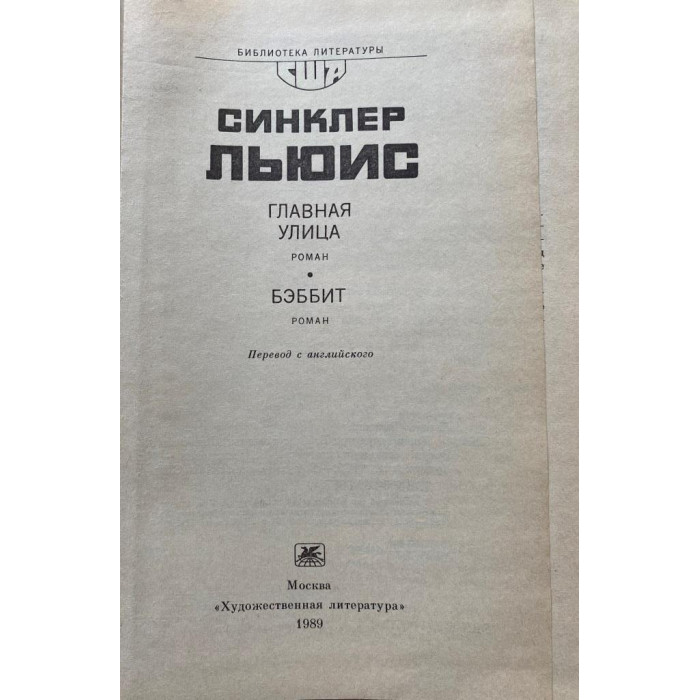 БИБЛИОТЕКА ЛИТЕРАТУРЫ
США
СИНКЛЕР
ЛЬЮИС
ГЛАВНАЯ
УЛИЦА
РОМАН
•
БЭББИТ
РОМАН
Перевод с английского
Москва
«Художественная литература»
1989